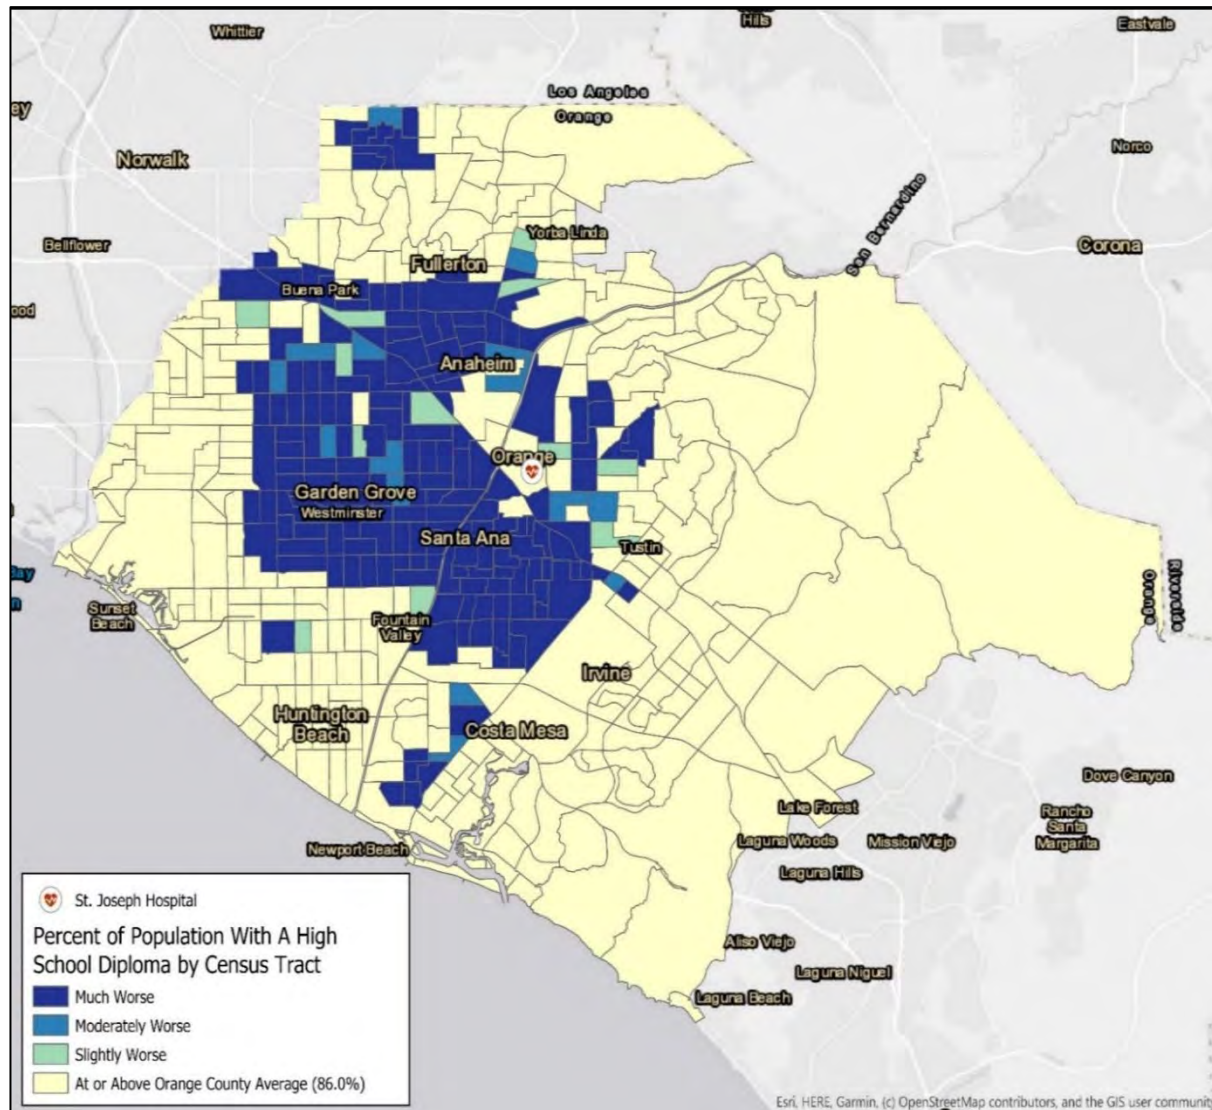 Hills
Eastvale
Whittier
Los Angeles
Orange
ey
Norwalk
Norco
San Bernardino
Bellflower
Yorba Linda
Corona
Fullerton
Buena Park
ood
Anaheim
Orange
Garden Grove
Westminster
Santa Ana
Tustin
Bay
n
Sunset
Beach
Riverside
Orange
Fountain
Valley
Irvine
Huntington
Beach
Costa Mesa
Dove Canyon
Lake Forest
Rancho
Santa
Margarita
Laguna Woods
Mission Viejo
Newport Beach
Laguna Hills
St. Joseph Hospital
Percent of Population With A High
School Diploma by Census Tract
Much Worse
Moderately Worse
Slightly Worse
At or Above Orange County Average (86.0%)
Aliso Viejo
Laguna Niguel
Laguna Beach
Esri, HERE, Garmin, (c) OpenStreetMap contributors, and the GIS user community